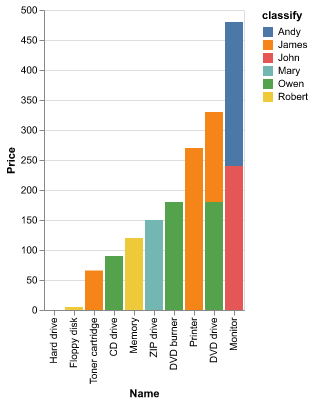 500
450
400
350
300
250
200
150
100
50
0
Price
Hard drive
Floppy disk
Toner cartridge
CD drive
Memory
ZIP drive
DVD burner
Printer
DVD drive
Monitor
Name
classify
Andy
James
John
Mary
Owen
Robert